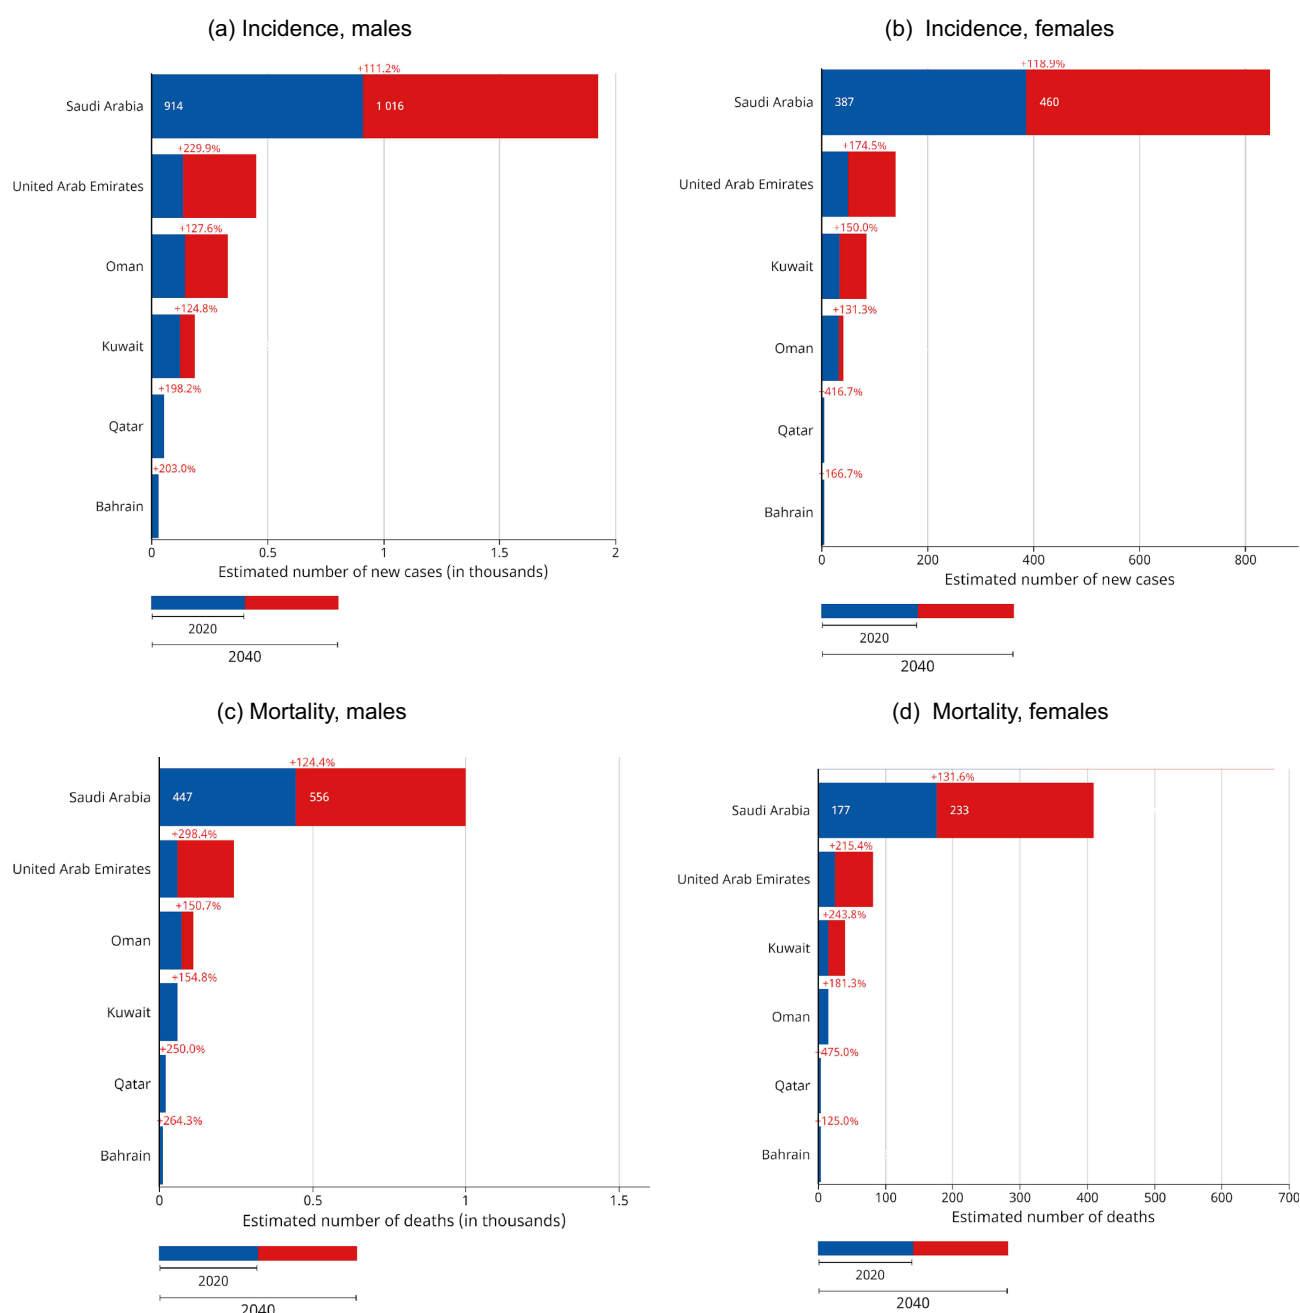 (a) Incidence, males
+111.2%
Saudi Arabia 914 1 016
+229.9%
United Arab Emirates
+127.6%
Oman
+124.8%
Kuwait
+198.2%
Qatar
+203.0%
Bahrain
0 0.5 1 1.5 2
Estimated number of new cases (in thousands)
2020
2040
(b) Incidence, females
+118.9%
Saudi Arabia 387 460
+174.5%
United Arab Emirates
+150.0%
Kuwait
+131.3%
Oman
+416.7%
Qatar
+166.7%
Bahrain
0 200 400 600 800
Estimated number of new cases
2020
2040
(c) Mortality, males
+124.4%
Saudi Arabia 447 556
+298.4%
United Arab Emirates
+150.7%
Oman
+154.8%
Kuwait
+250.0%
Qatar
+264.3%
Bahrain
0 0.5 1 1.5
Estimated number of deaths (in thousands)
2020
2040
(d) Mortality, females
+131.6%
Saudi Arabia 177 233
+215.4%
United Arab Emirates
+243.8%
Kuwait
+181.3%
Oman
+475.0%
Qatar
+125.0%
Bahrain
0 100 200 300 400 500 600 700
Estimated number of deaths
2020
2040